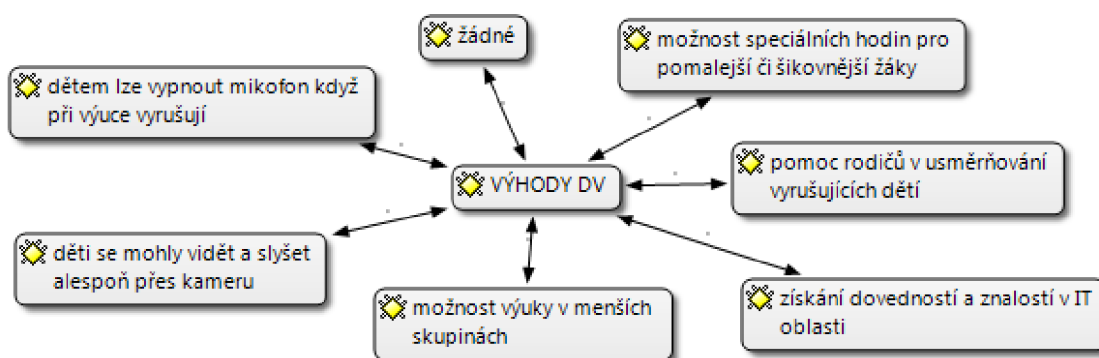 žádné
možnost speciálních hodin pro
pomalejší či šikovnější žáky
dětem lze vypnout mikofon když
při výuce vyrušují
pomoc rodičů v usměrňování
vyrušujících dětí
VÝHODY DV
děti se mohly vidět a slyšet
alespoň přes kameru
možnost výuky v menších
skupinách
získání dovedností a znalostí v IT
oblasti